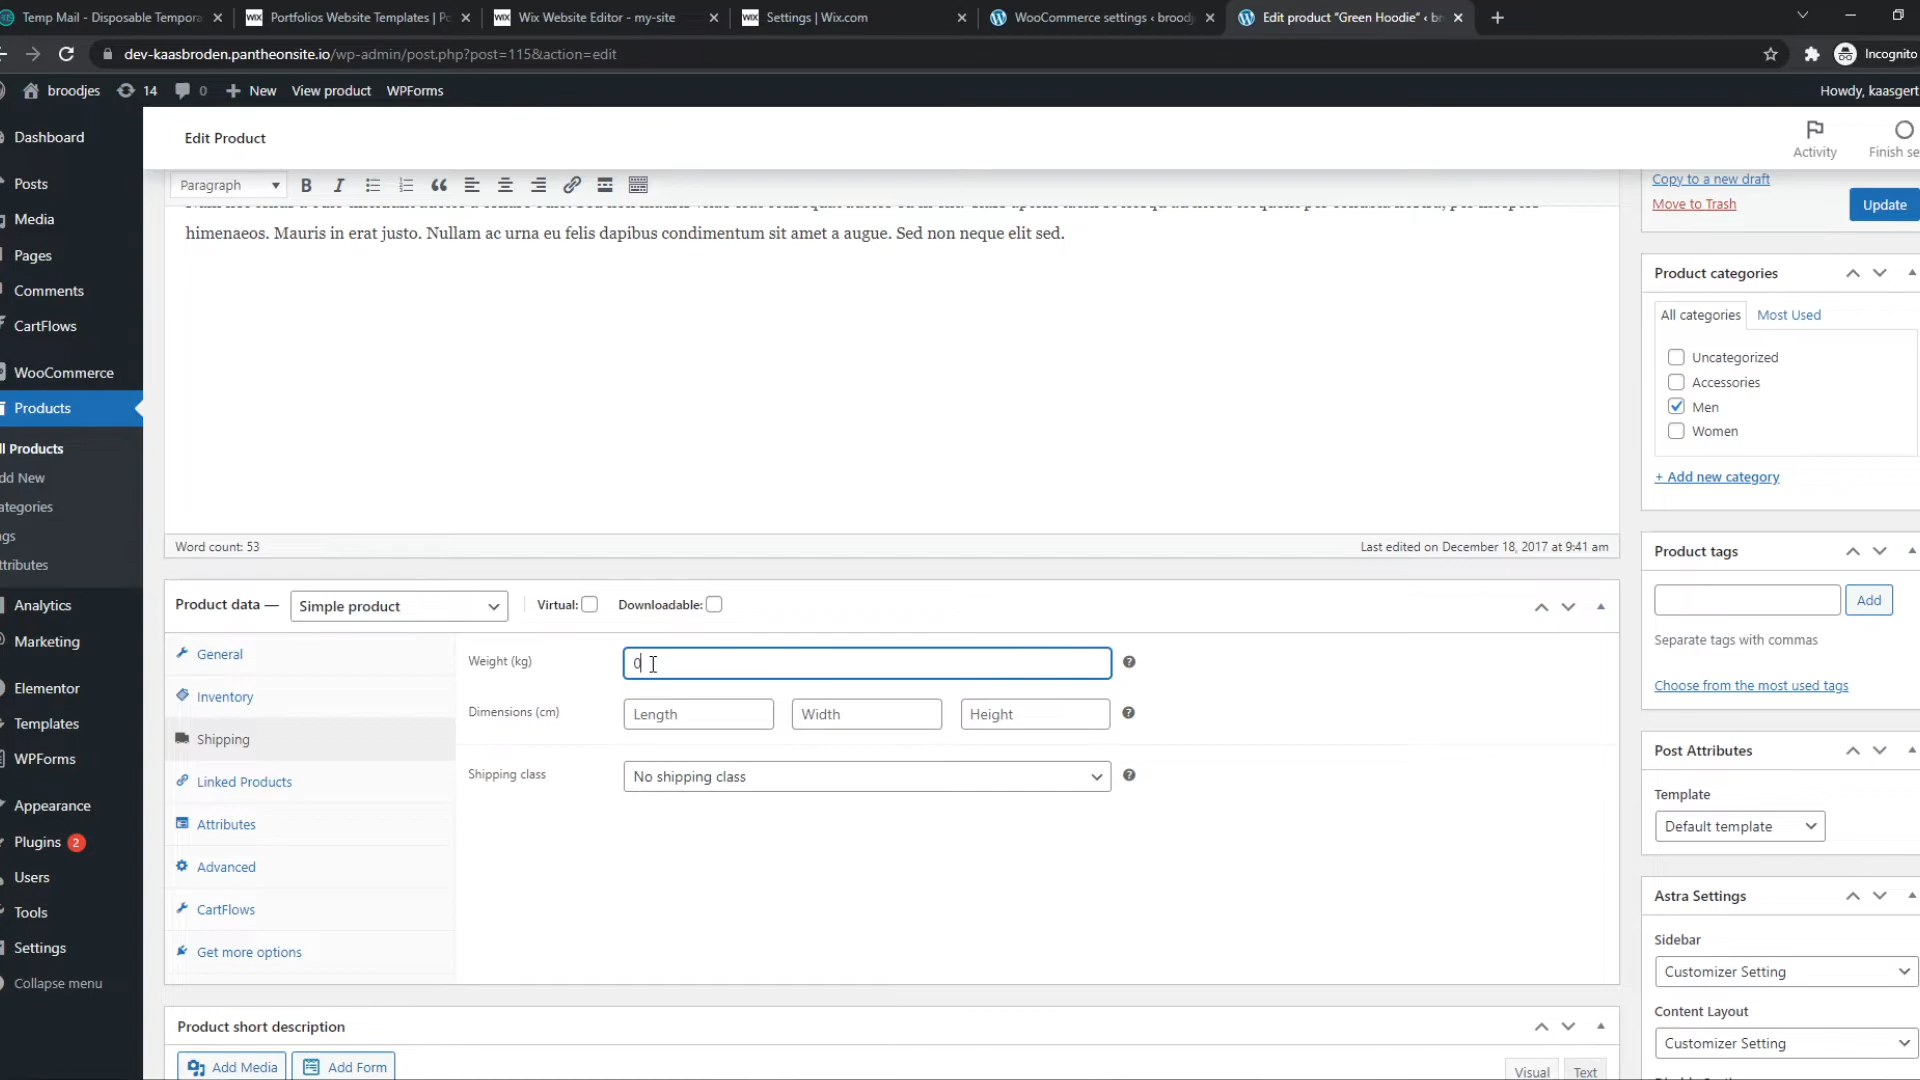 Temp Mail - Disposable Tempora
Portfolios Website Templates | Po
Wix Website Editor - my-site
Settings | Wix.com
WooCommerce settings ‹ broodj
Edit product "Green Hoodie" ‹ br
dev-kaasbroden.pantheonsite.io/wp-admin/post.php?post=115&action=edit
Incognito
broodjes
14
0
New
View product
WPForms
Howdy, kaasgert
Dashboard
Posts
Media
Pages
Comments
CartFlows
WooCommerce
Products
ll Products
dd New
ategories
gs
ttributes
Analytics
Marketing
Elementor
Templates
WPForms
Appearance
Plugins 2
Users
Tools
Settings
Collapse menu
Edit Product
Activity
Finish se
Paragraph
himenaeos. Mauris in erat justo. Nullam ac urna eu felis dapibus condimentum sit amet a augue. Sed non neque elit sed.
Word count: 53
Last edited on December 18, 2017 at 9:41 am
Product data —
Simple product
Virtual:
Downloadable:
General
Inventory
Shipping
Linked Products
Attributes
Advanced
CartFlows
Get more options
Weight (kg)
0
Dimensions (cm)
Length
Width
Height
Shipping class
No shipping class
Product short description
Add Media
Add Form
Visual
Text
Copy to a new draft
Move to Trash
Update
Product categories
All categories
Most Used
Uncategorized
Accessories
Men
Women
+ Add new category
Product tags
Add
Separate tags with commas
Choose from the most used tags
Post Attributes
Template
Default template
Astra Settings
Sidebar
Customizer Setting
Content Layout
Customizer Setting